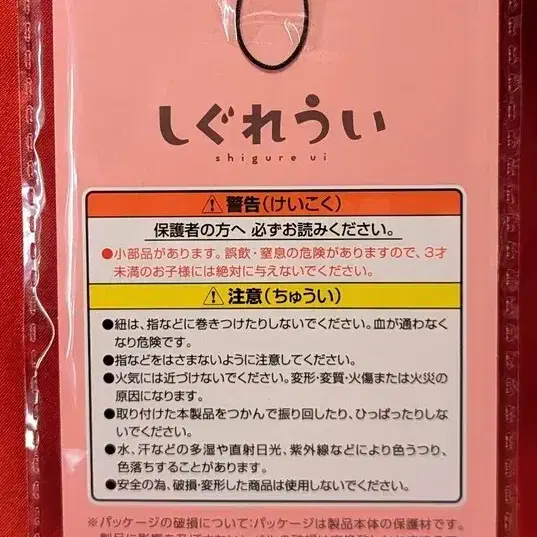 しぐれうい
shigure ui
⚠警告(けいこく)
保護者の方へ 必ずお読みください。
●小部品があります。誤飲・窒息の危険がありますので、3才
未満のお子様には絶対に与えないでください。
⚠注意(ちゅうい)
●紐は、指などに巻きつけたりしないでください。血が通わなく
なり危険です。
●指などをはさまないように注意してください。
●火気には近づけないでください。変形・変質・火傷または火災の
原因になります。
●取り付けた本製品をつかんで振り回したり、ひっぱったりしな
いでください。
●水、汗などの多湿や直射日光、紫外線などにより色うつり、
色落ちすることがあります。
●安全の為、破損・変形した商品は使用しないでください。
※パッケージの破損について:パッケージは製品本体の保護材です。